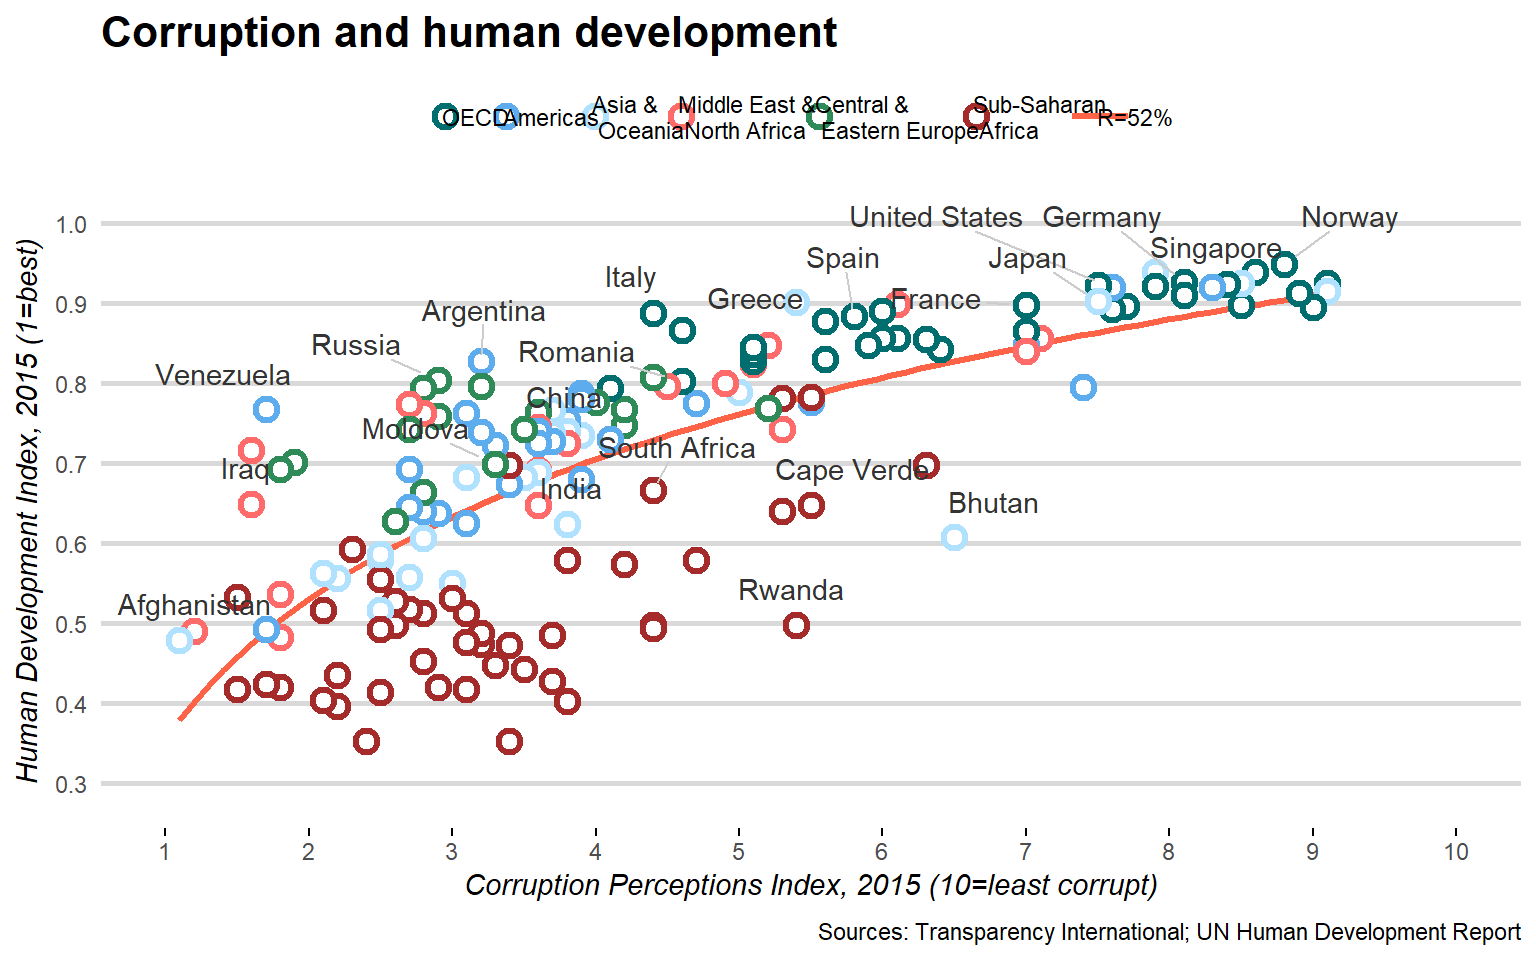 Corruption and human development
OECD
Americas
Asia &
Oceania
Middle East &
North Africa
Central &
Eastern Europe
Sub-Saharan
Africa
R=52%
Human Development Index, 2015 (1=best)
1.0
0.9
0.8
0.7
0.6
0.5
0.4
0.3
United States
Germany
Norway
Singapore
Japan
Spain
Italy
Greece
France
Argentina
Russia
Romania
Venezuela
China
Moldova
South Africa
Iraq
Cape Verde
India
Bhutan
Rwanda
Afghanistan
1
2
3
4
5
6
7
8
9
10
Corruption Perceptions Index, 2015 (10=least corrupt)
Sources: Transparency International; UN Human Development Report